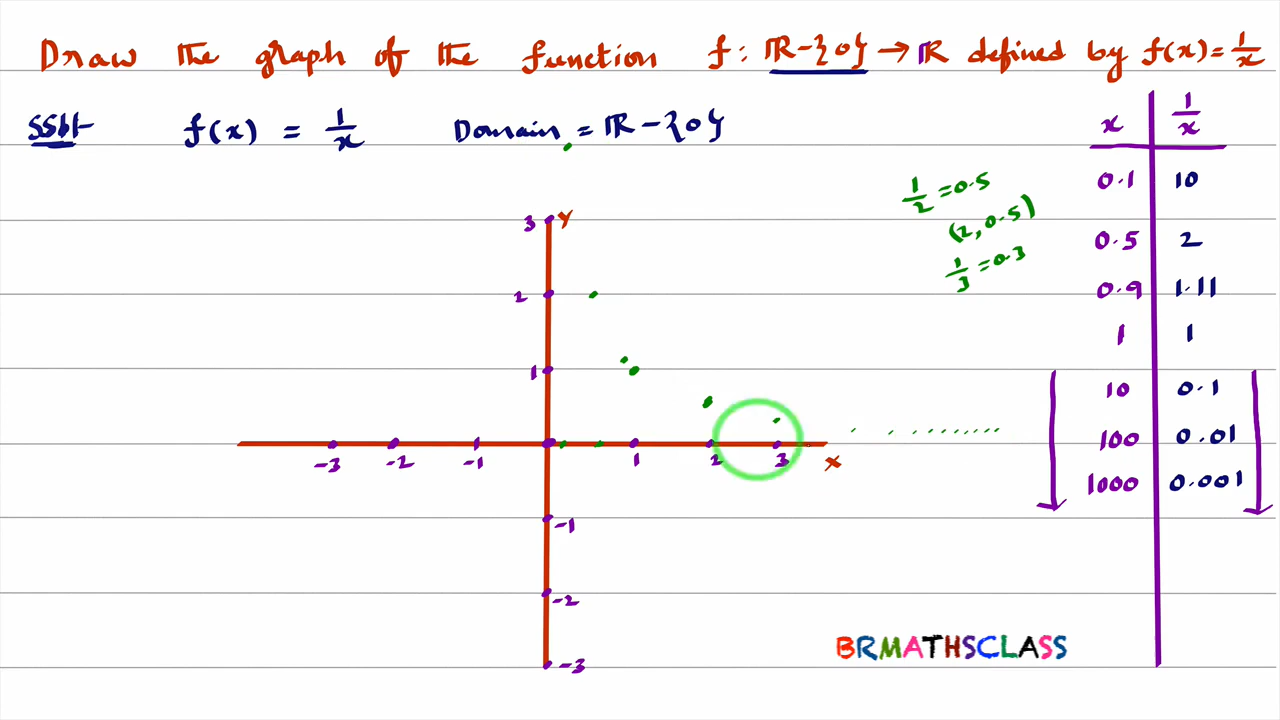 Draw the graph of the function f: ℝ-{0} → ℝ defined by f(x) = 1/x
f(x) = 1/x Domain = ℝ-{0}
x 1/x
0.1 10
0.5 2
0.9 1.11
1 1
10 0.1
100 0.01
1000 0.001
1/2 = 0.5
(2, 0.5)
1/3 = 0.3
3 Y
2
1
-3 -2 -1 1 2 3 X
-1
-2
-3
BRMATHSCLASS